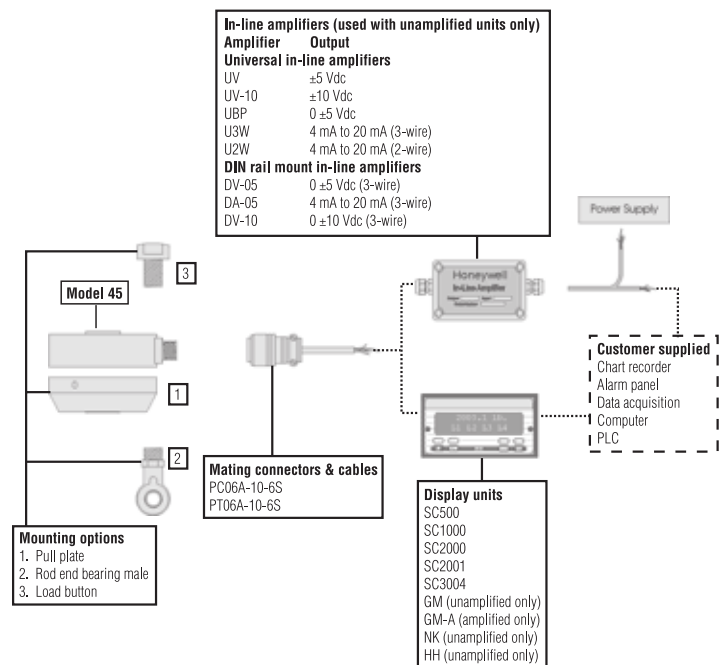 In-line amplifiers (used with unamplified units only)
Amplifier Output
Universal in-line amplifiers
UV ±5 Vdc
UV-10 ±10 Vdc
UBP 0 ±5 Vdc
U3W 4 mA to 20 mA (3-wire)
U2W 4 mA to 20 mA (2-wire)
DIN rail mount in-line amplifiers
DV-05 0 ±5 Vdc (3-wire)
DA-05 4 mA to 20 mA (3-wire)
DV-10 0 ±10 Vdc (3-wire)
Power Supply
3
Model 45
Honeywell
In-Line Amplifier
1
2
Customer supplied
Chart recorder
Alarm panel
Data acquisition
Computer
PLC
L1 L2 L3 L4
Mating connectors & cables
PC06A-10-6S
PT06A-10-6S
Mounting options
1. Pull plate
2. Rod end bearing male
3. Load button
Display units
SC500
SC1000
SC2000
SC2001
SC3004
GM (unamplified only)
GM-A (amplified only)
NK (unamplified only)
HH (unamplified only)